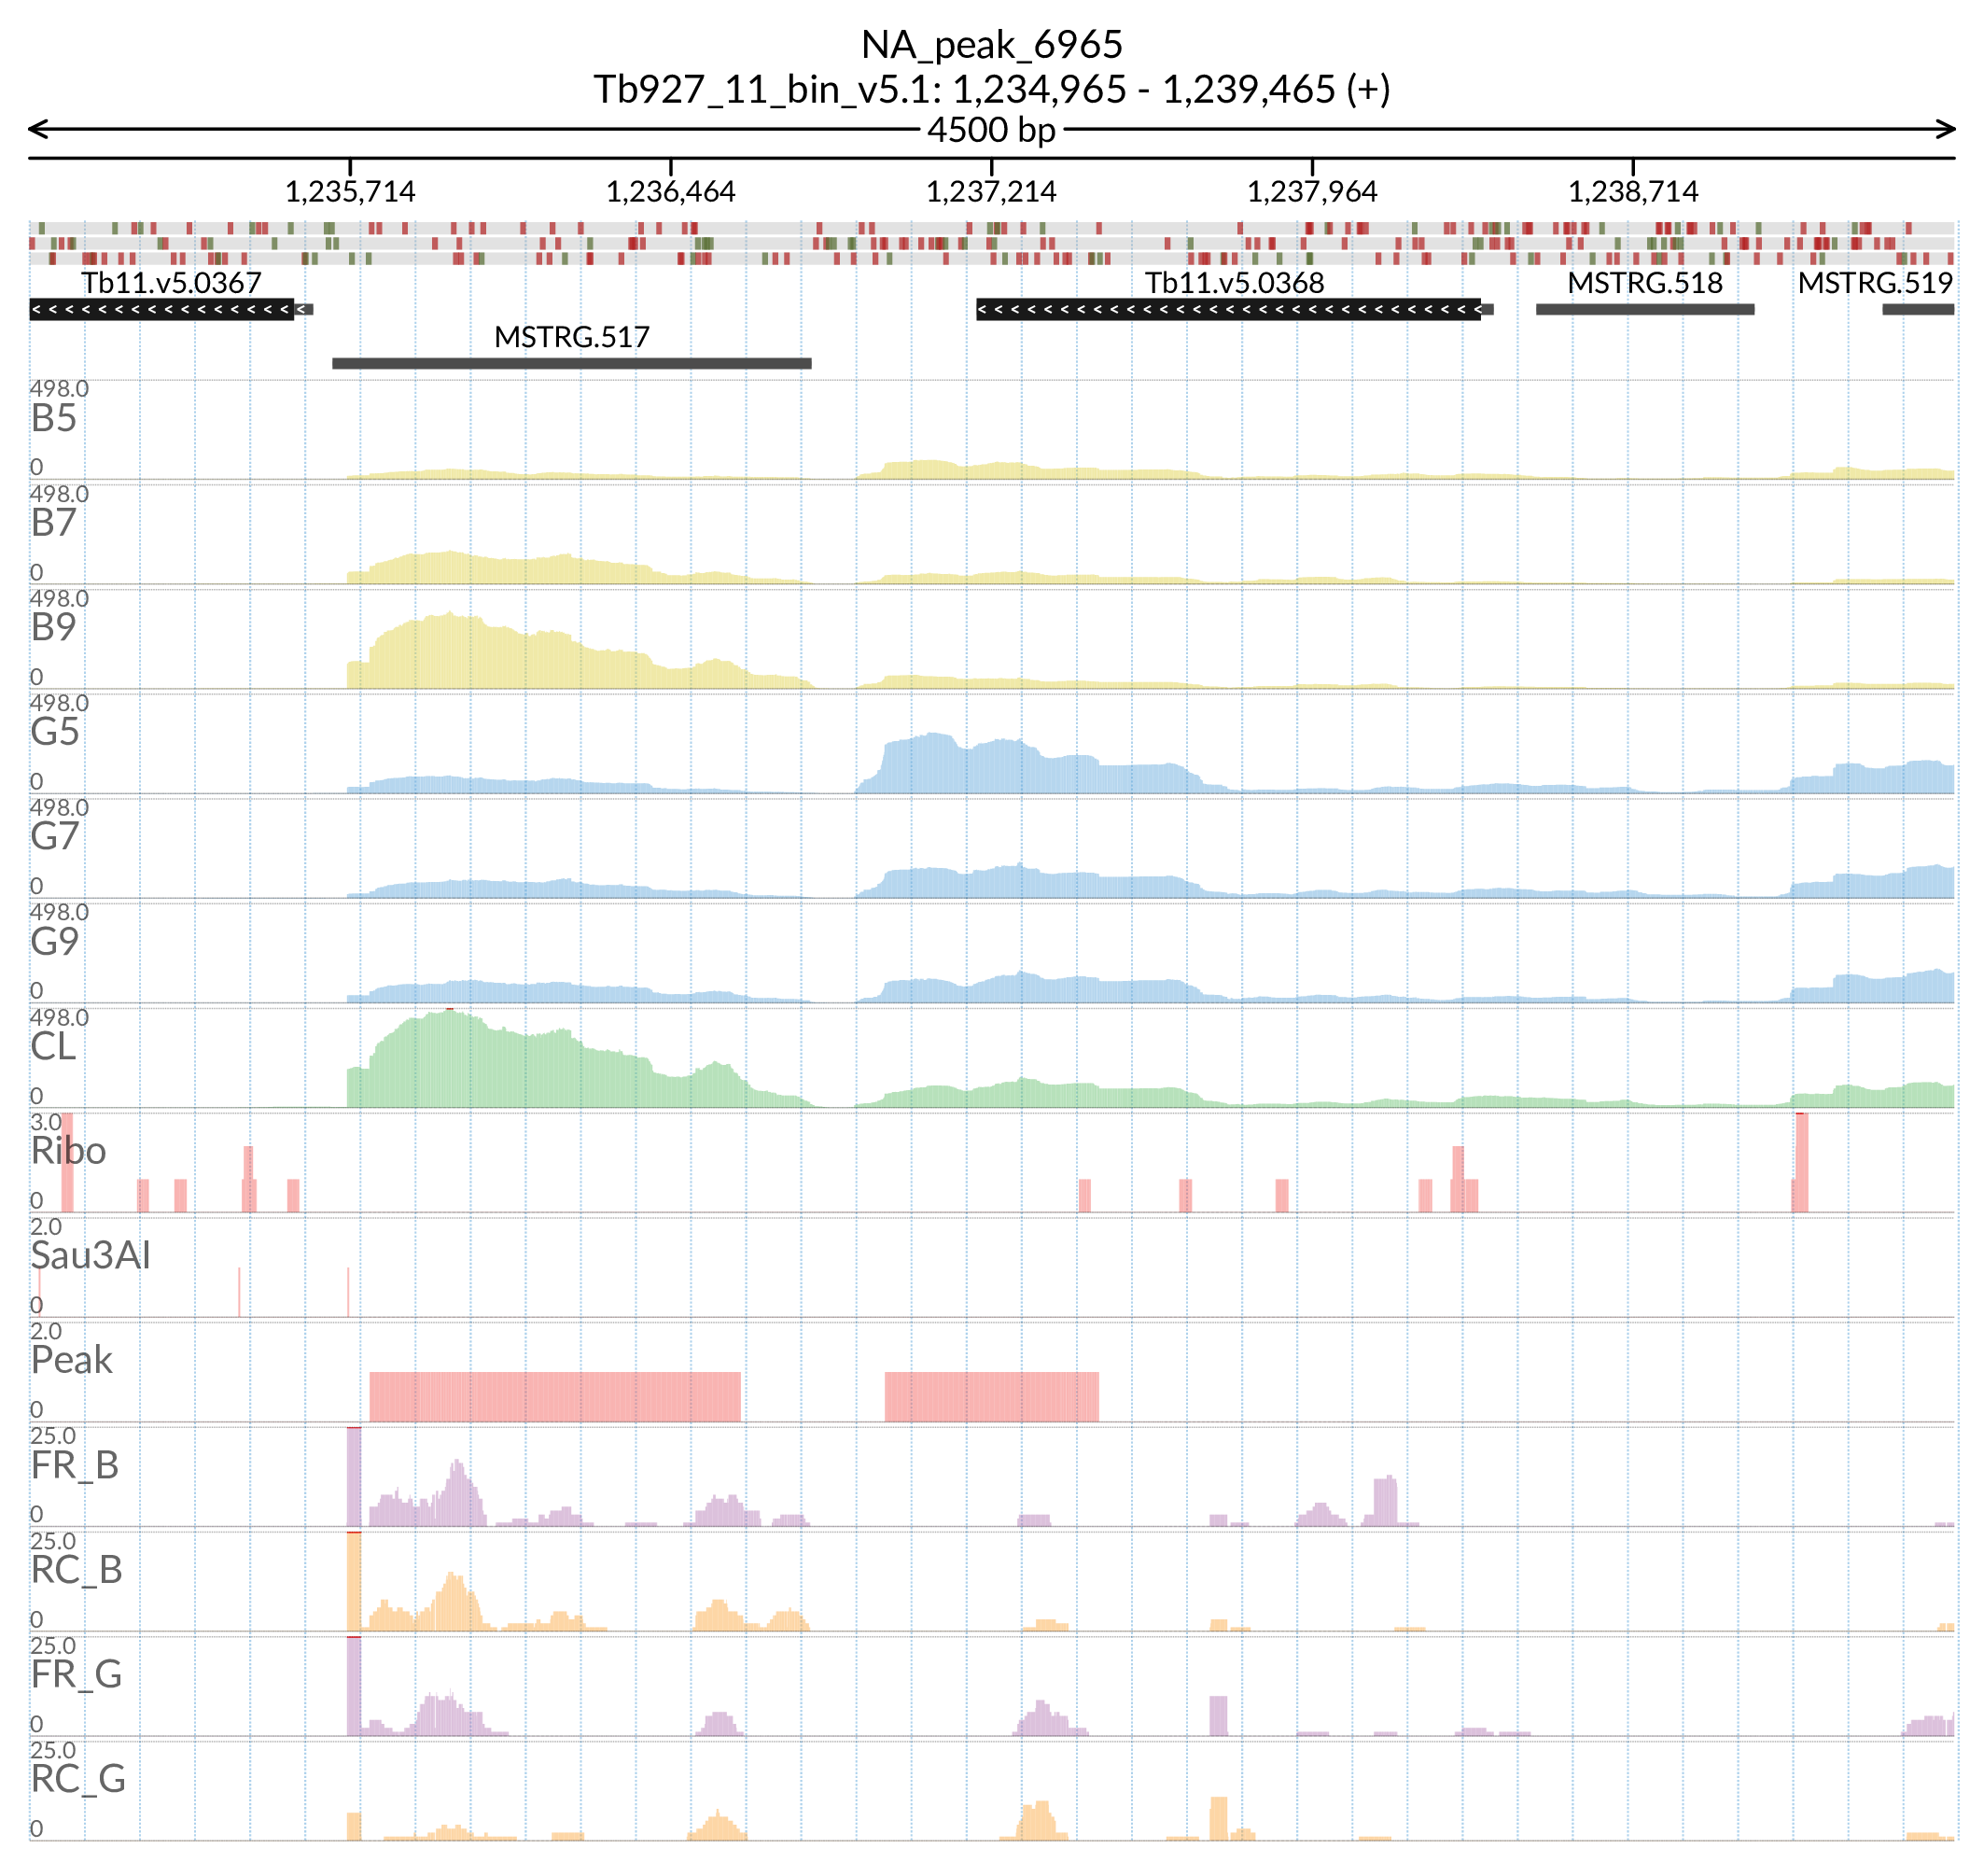 NA_peak_6965
Tb927_11_bin_v5.1: 1,234,965 - 1,239,465 (+)
4500 bp
1,235,714 1,236,464 1,237,214 1,237,964 1,238,714
Tb11.v5.0367 Tb11.v5.0368 MSTRG.518 MSTRG.519
MSTRG.517
498.0
B5
0
498.0
B7
0
498.0
B9
0
498.0
G5
0
498.0
G7
0
498.0
G9
0
498.0
CL
0
3.0
Ribo
0
2.0
Sau3AI
0
2.0
Peak
0
25.0
FR_B
0
25.0
RC_B
0
25.0
FR_G
0
25.0
RC_G
0